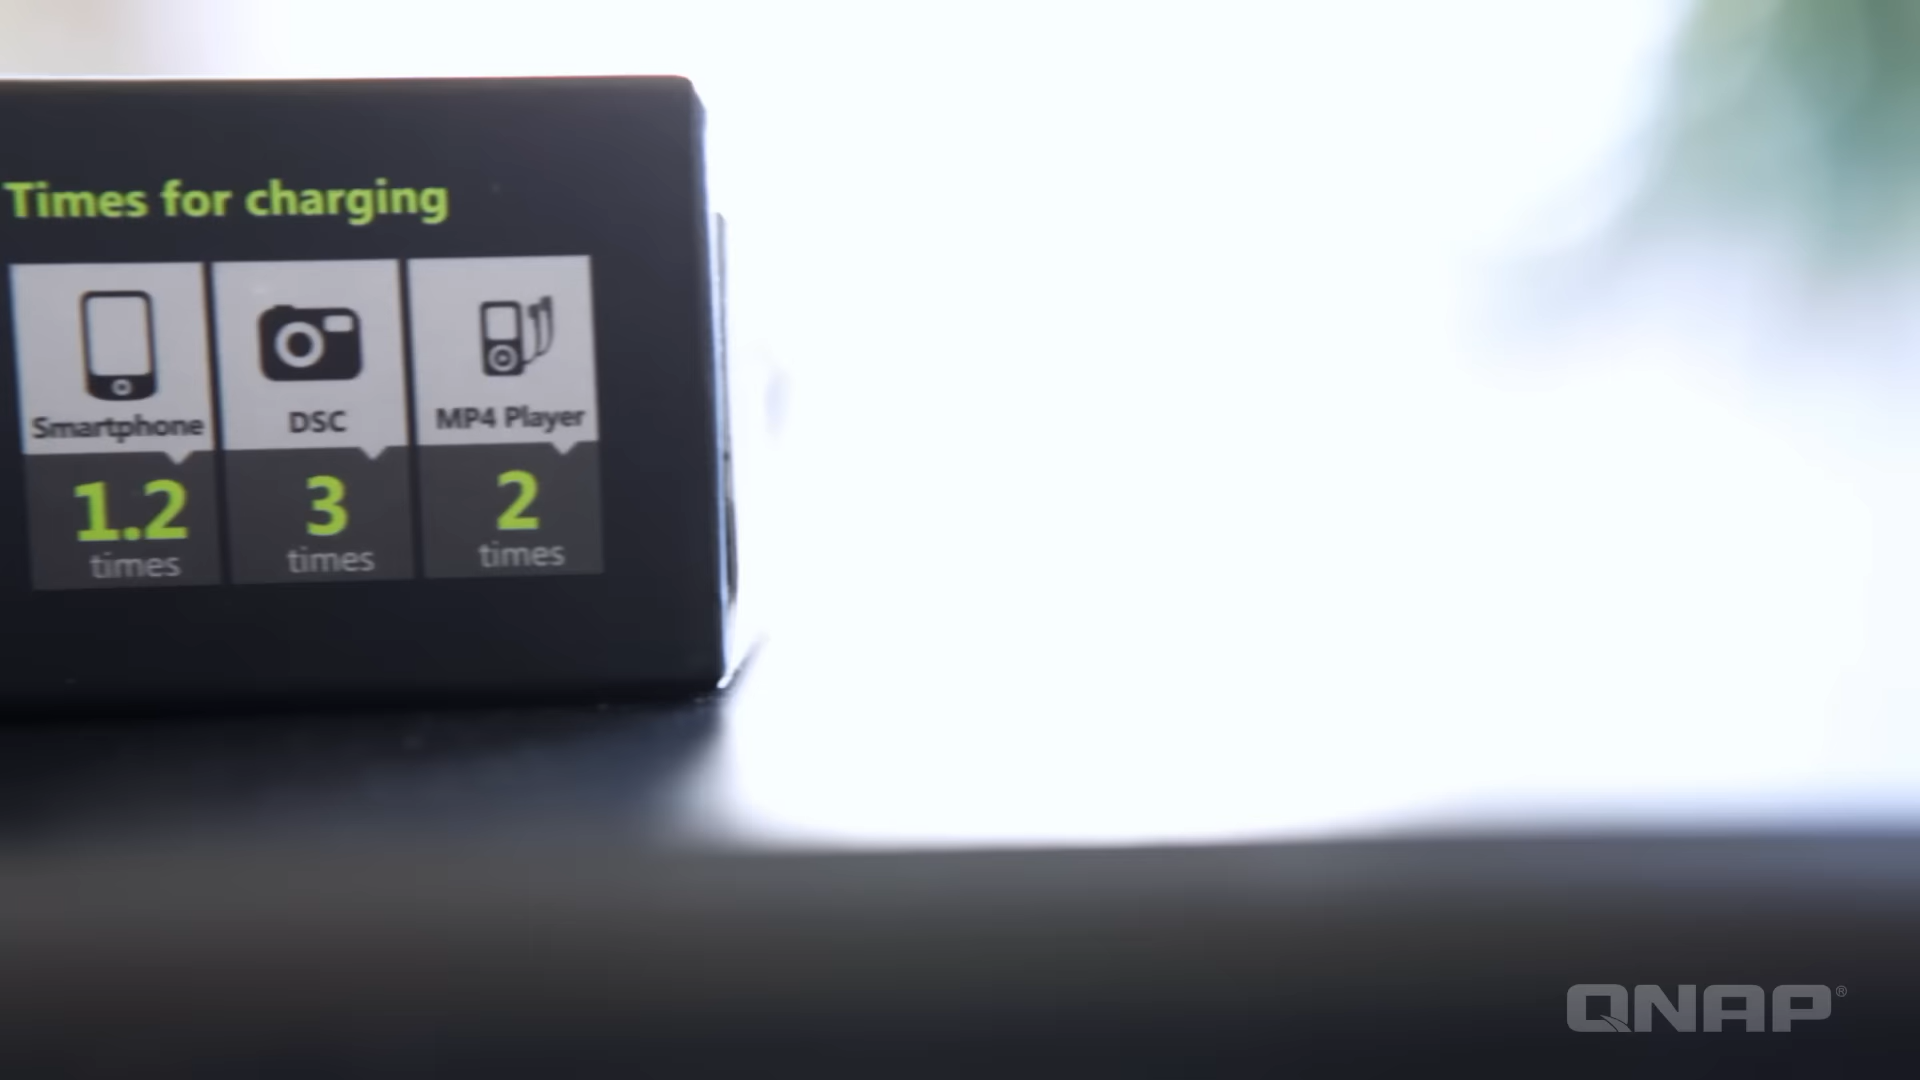 Times for charging
Smartphone DSC MP4 Player
1.2 3 2
times times times
QNAP®